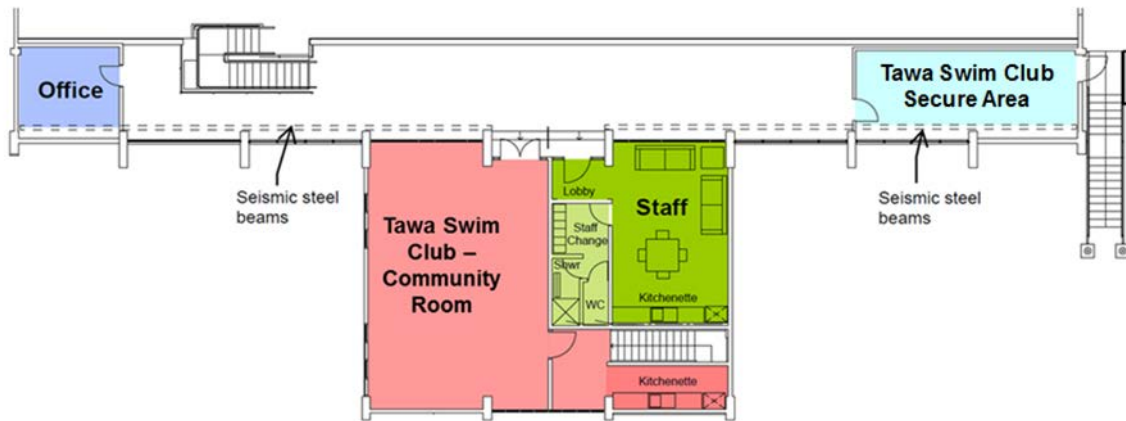 Office
Tawa Swim Club
Secure Area
Seismic steel
beams
Seismic steel
beams
Lobby
Staff
Tawa Swim
Club –
Community
Room
Staff
Change
Shwr
WC
Kitchenette
Kitchenette